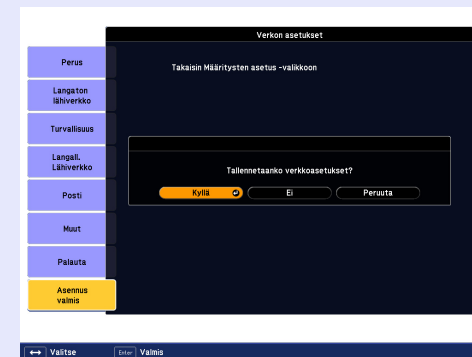 Verkon asetukset
Perus
Takaisin Määritysten asetus -valikkoon
Langaton
lähiverkko
Turvallisuus
Langall.
Lähiverkko
Tallennetaanko verkkoasetukset?
Kyllä Ei Peruuta
Posti
Muut
Palauta
Asennus
valmis
Valitse Enter Valmis